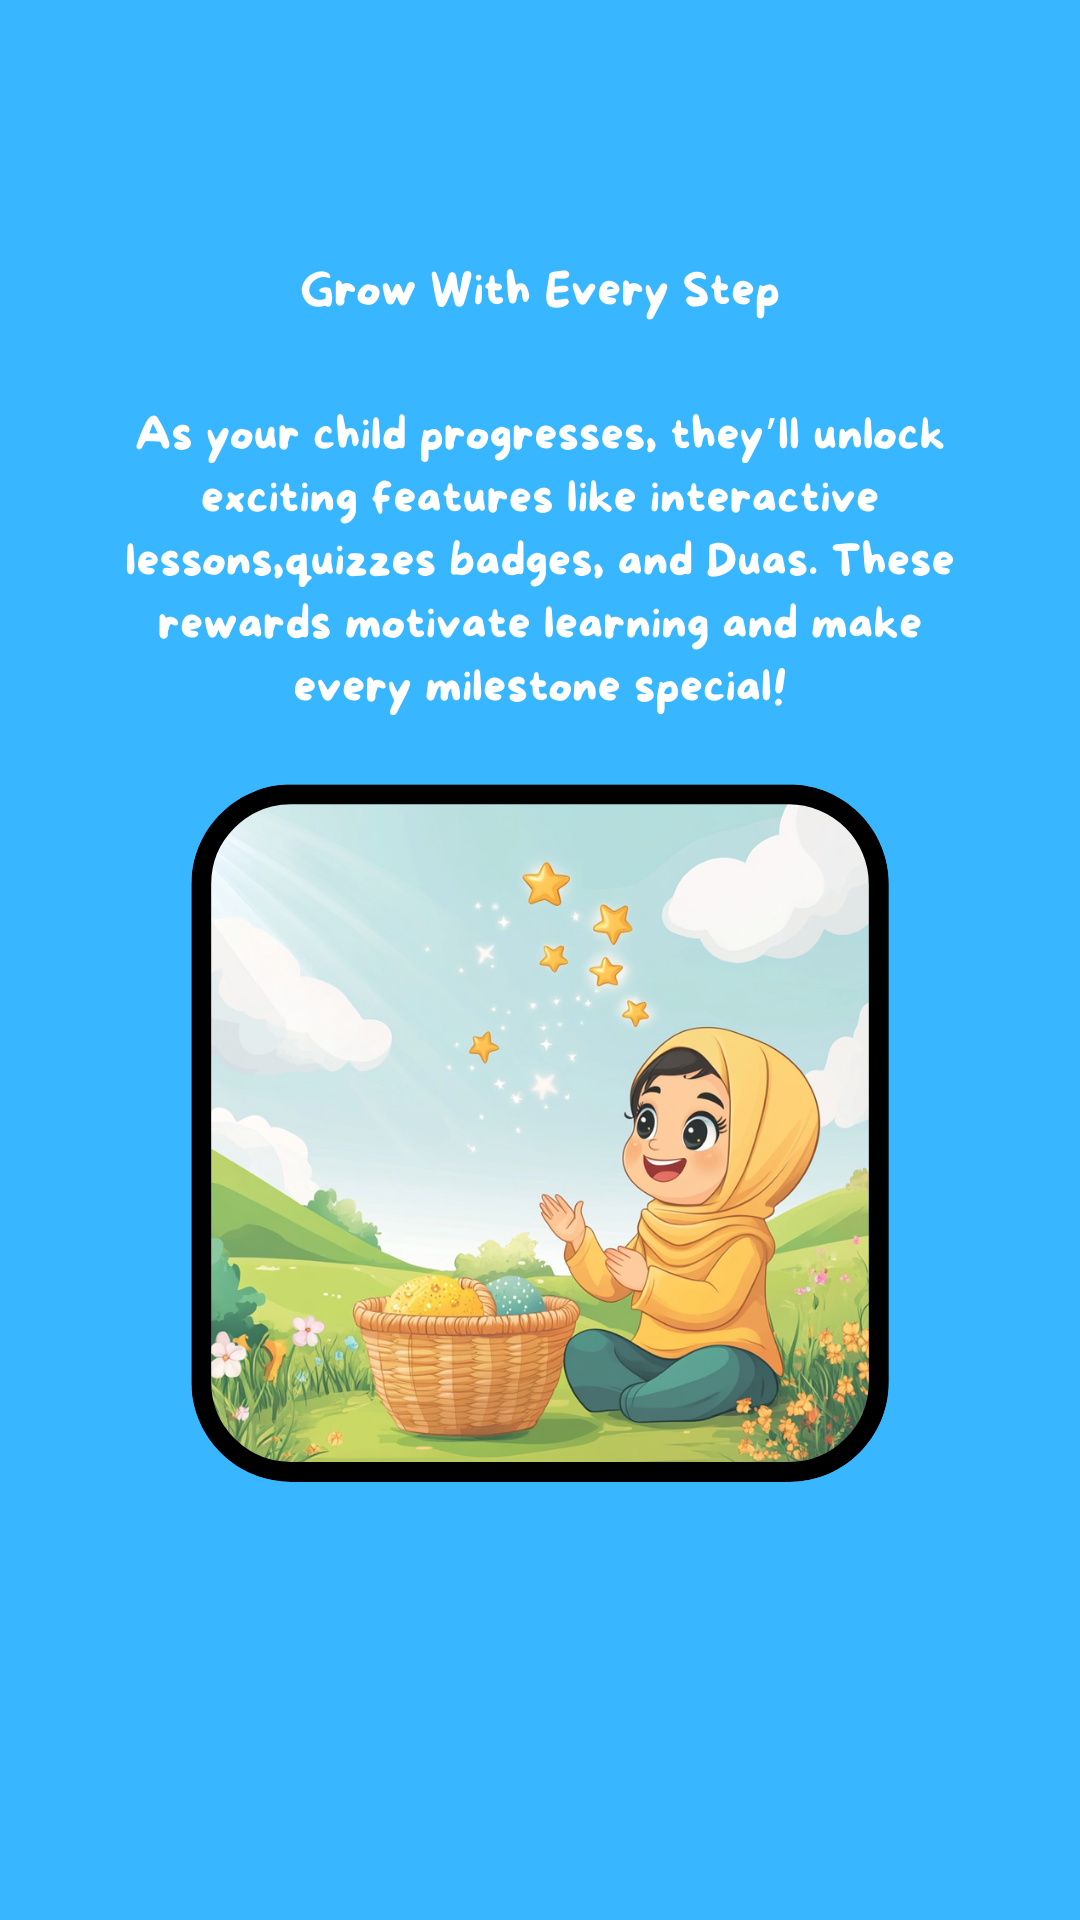 Grow With Every Step
As your child progresses, they'll unlock
exciting features like interactive
lessons,quizzes badges, and Duas. These
rewards motivate learning and make
every milestone special!